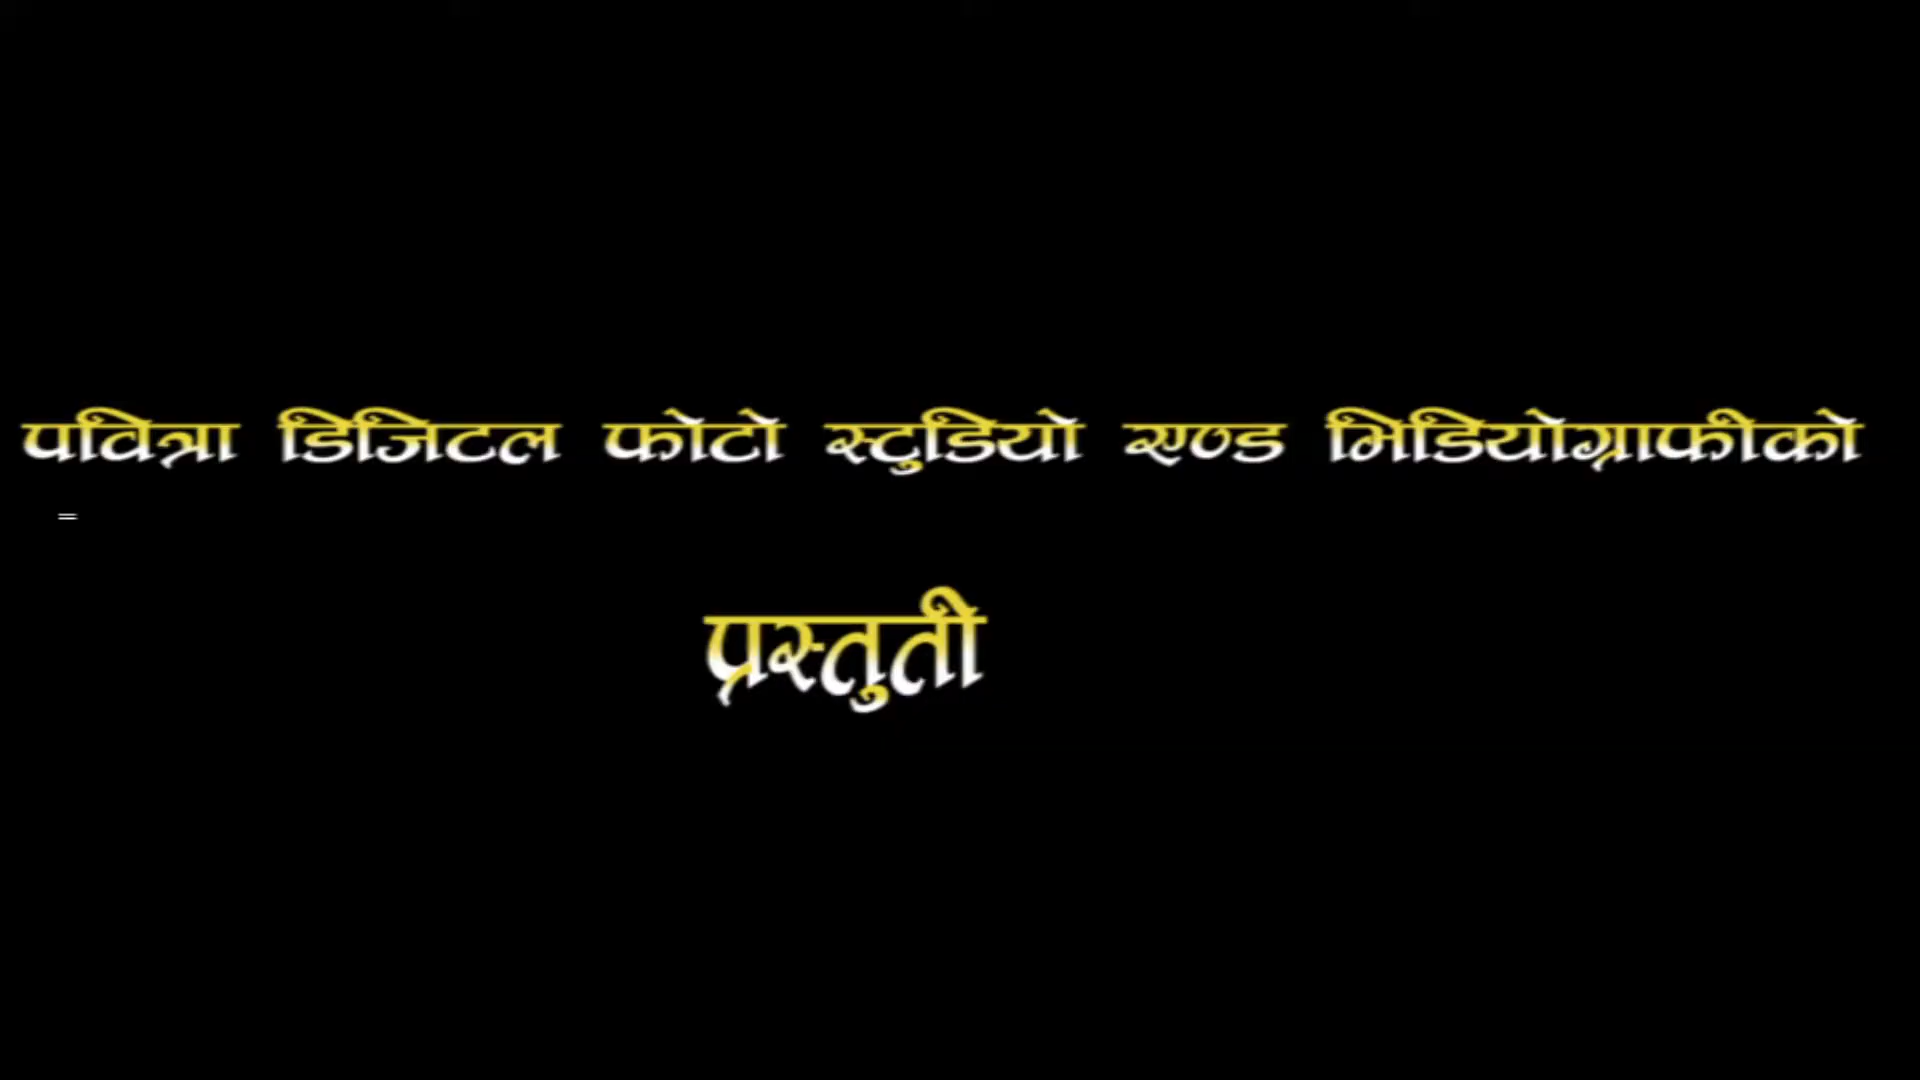 पवित्रा डिजिटल फोटो स्टुडियो एण्ड भिडियोग्राफीको
=
प्रस्तुती